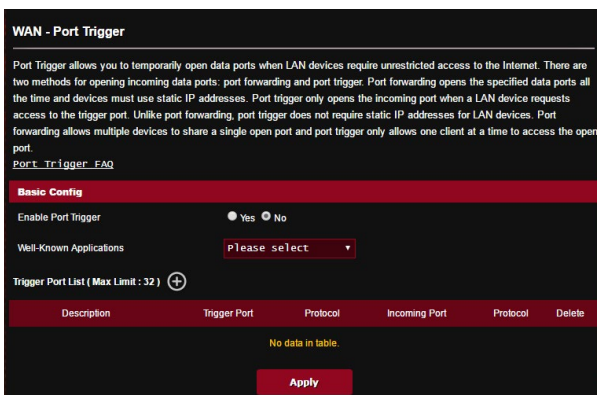 WAN - Port Trigger
Port Trigger allows you to temporarily open data ports when LAN devices require unrestricted access to the Internet. There are
two methods for opening incoming data ports: port forwarding and port trigger. Port forwarding opens the specified data ports all
the time and devices must use static IP addresses. Port trigger only opens the incoming port when a LAN device requests
access to the trigger port. Unlike port forwarding, port trigger does not require static IP addresses for LAN devices. Port
forwarding allows multiple devices to share a single open port and port trigger only allows one client at a time to access the open
port.
Port Trigger FAQ
Basic Config
Enable Port Trigger Yes No
Well-Known Applications Please select
Trigger Port List ( Max Limit : 32 )
Description Trigger Port Protocol Incoming Port Protocol Delete
No data in table.
Apply